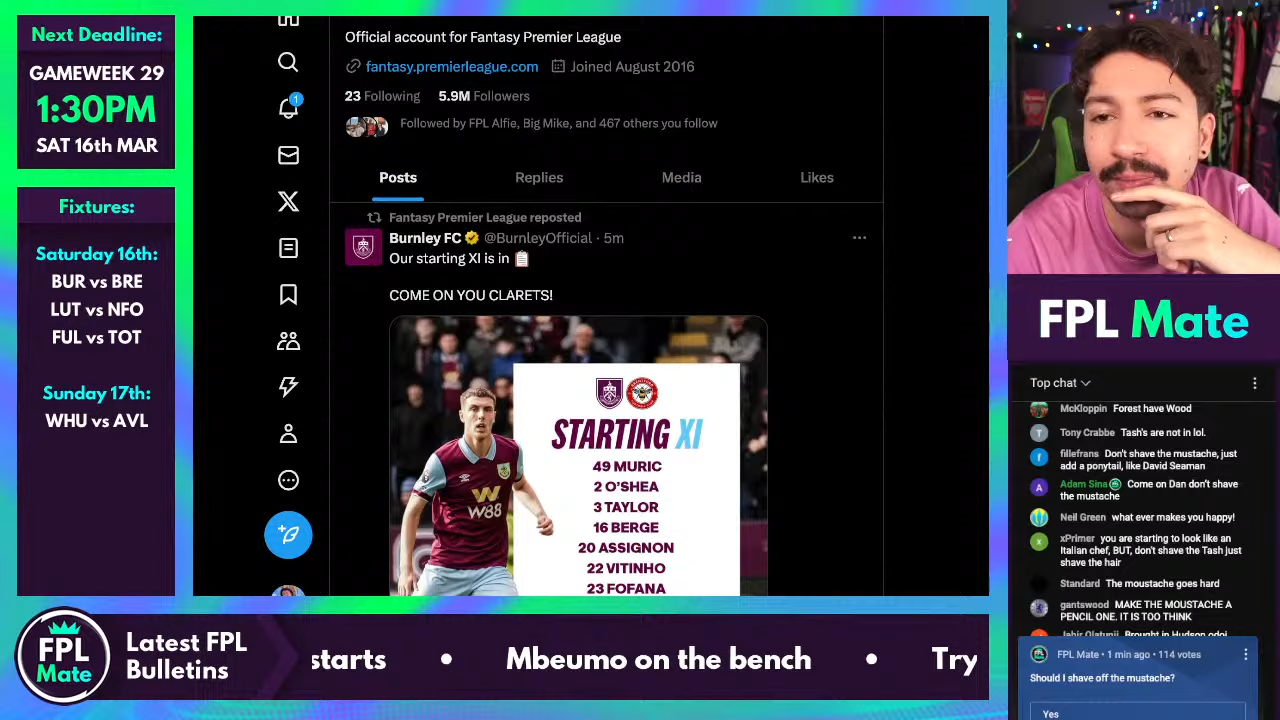 Next Deadline:
GAMEWEEK 29
1:30PM
SAT 16th MAR
Fixtures:
Saturday 16th:
BUR vs BRE
LUT vs NFO
FUL vs TOT
Sunday 17th:
WHU vs AVL
1
Official account for Fantasy Premier League
fantasy.premierleague.com Joined August 2016
23 Following 5.9M Followers
Followed by FPL Alfie, Big Mike, and 467 others you follow
Posts Replies Media Likes
Fantasy Premier League reposted
Burnley FC @BurnleyOfficial · 5m
Our starting XI is in 📋
COME ON YOU CLARETS!
STARTING XI
49 MURIC
2 O'SHEA
3 TAYLOR
16 BERGE
20 ASSIGNON
22 VITINHO
23 FOFANA
W88
FPL Mate
Top chat
McKloppin Forest have Wood
T Tony Crabbe Tash's are not in lol.
f fillefrans Don't shave the mustache, just
add a ponytail, like David Seaman
A Adam Sina Come on Dan don't shave
the mustache
Neil Green what ever makes you happy!
x xPrimer you are starting to look like an
Italian chef, BUT, don't shave the Tash just
shave the hair
Standard The moustache goes hard
gantswood MAKE THE MOUSTACHE A
PENCIL ONE. IT IS TOO THINK
FPL Mate • 1 min ago • 114 votes
Should I shave off the mustache?
Yes
FPL
Mate
Latest FPL
Bulletins
starts • Mbeumo on the bench • Try